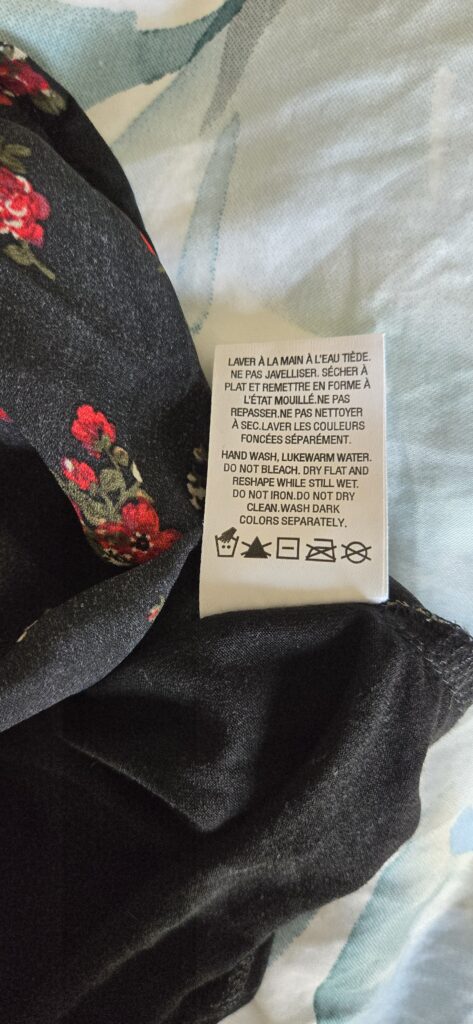 LAVER À LA MAIN À L'EAU TIÈDE.
NE PAS JAVELLISER. SÉCHER À
PLAT ET REMETTRE EN FORME À
L'ÉTAT MOUILLÉ.NE PAS
REPASSER.NE PAS NETTOYER
À SEC.LAVER LES COULEURS
FONCÉES SÉPARÉMENT.
HAND WASH, LUKEWARM WATER.
DO NOT BLEACH. DRY FLAT AND
RESHAPE WHILE STILL WET.
DO NOT IRON.DO NOT DRY
CLEAN.WASH DARK
COLORS SEPARATELY.